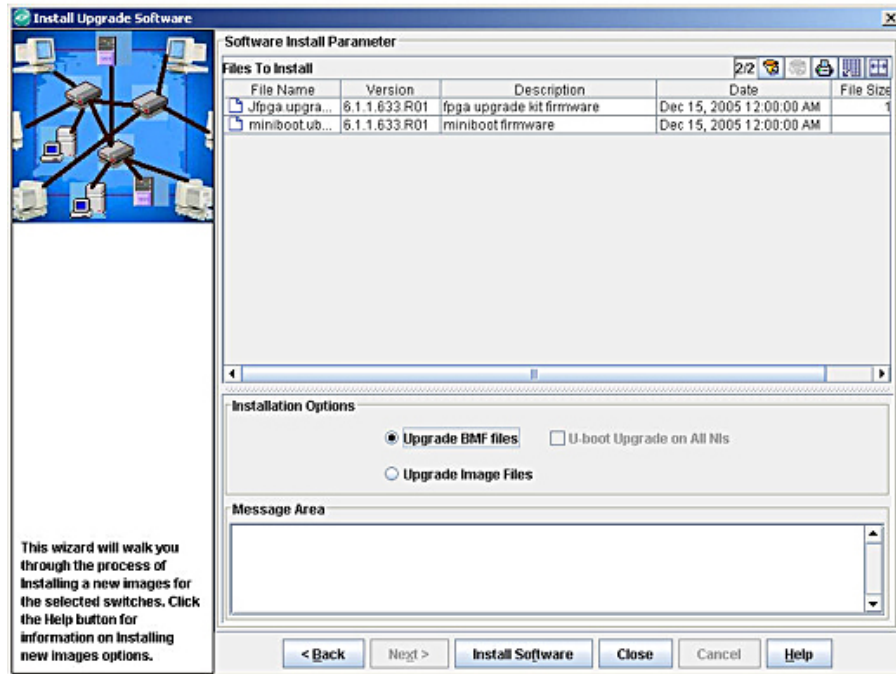 Install Upgrade Software
Software Install Parameter
Files To Install 2/2
File Name Version Description Date File Size
Jfpga.upgra... 6.1.1.633.R01 fpga upgrade kit firmware Dec 15, 2005 12:00:00 AM 1
miniboot.ub... 6.1.1.633.R01 miniboot firmware Dec 15, 2005 12:00:00 AM
Installation Options
Upgrade BMF files U-boot Upgrade on All NIs
Upgrade Image Files
Message Area
This wizard will walk you
through the process of
Installing a new images for
the selected switches. Click
the Help button for
information on Installing
new images options.
< Back Next > Install Software Close Cancel Help